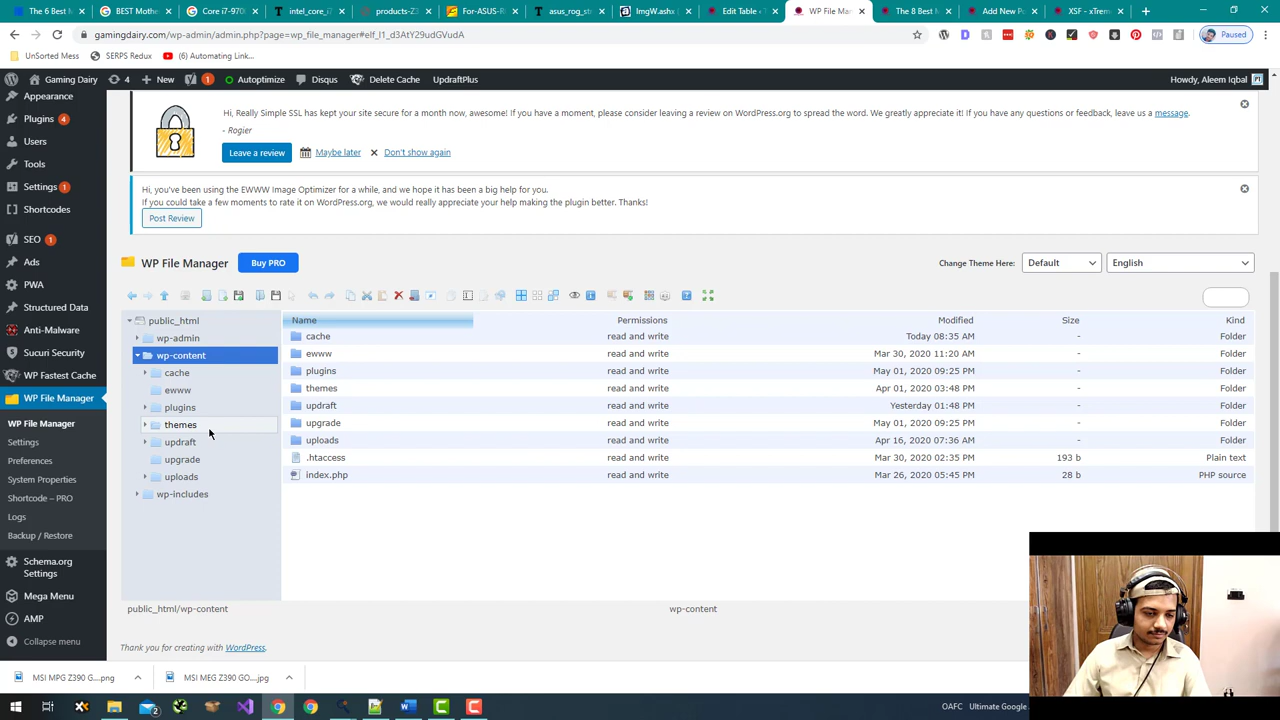 The 6 Best M
BEST Mothe
Core i7-970
intel_core_i7
products-Z3
For-ASUS-R
asus_rog_str
ImgW.ashx (
Edit Table ‹ T
WP File Man
The 8 Best M
Add New Po
XSF - xTrem
gamingdairy.com/wp-admin/admin.php?page=wp_file_manager#elf_l1_d3AtY29udGVudA
Paused
UnSorted Mess
SERPS Redux
(6) Automating Link...
Gaming Dairy
4
New
1
Autoptimize
Disqus
Delete Cache
UpdraftPlus
Howdy, Aleem Iqbal
Appearance
Plugins 4
Users
Tools
Settings 1
Shortcodes
SEO 1
Ads
PWA
Structured Data
Anti-Malware
Sucuri Security
WP Fastest Cache
WP File Manager
WP File Manager
Settings
Preferences
System Properties
Shortcode – PRO
Logs
Backup / Restore
Schema.org
Settings
Mega Menu
AMP
Collapse menu
Hi, Really Simple SSL has kept your site secure for a month now, awesome! If you have a moment, please consider leaving a review on WordPress.org to spread the word. We greatly appreciate it! If you have any questions or feedback, leave us a message.
- Rogier
Leave a review
Maybe later
Don't show again
Hi, you've been using the EWWW Image Optimizer for a while, and we hope it has been a big help for you.
If you could take a few moments to rate it on WordPress.org, we would really appreciate your help making the plugin better. Thanks!
Post Review
WP File Manager
Buy PRO
Change Theme Here:
Default
English
public_html
wp-admin
wp-content
cache
ewww
plugins
themes
updraft
upgrade
uploads
wp-includes
Name Permissions Modified Size Kind
cache read and write Today 08:35 AM - Folder
ewww read and write Mar 30, 2020 11:20 AM - Folder
plugins read and write May 01, 2020 09:25 PM - Folder
themes read and write Apr 01, 2020 03:48 PM - Folder
updraft read and write Yesterday 01:48 PM - Folder
upgrade read and write May 01, 2020 09:25 PM - Folder
uploads read and write Apr 16, 2020 07:36 AM - Folder
.htaccess read and write Mar 30, 2020 02:35 PM 193 b Plain text
index.php read and write Mar 26, 2020 05:45 PM 28 b PHP source
public_html/wp-content
wp-content
Thank you for creating with WordPress.
MSI MPG Z390 G....png
MSI MEG Z390 GO....jpg
2
OAFC
Ultimate Google